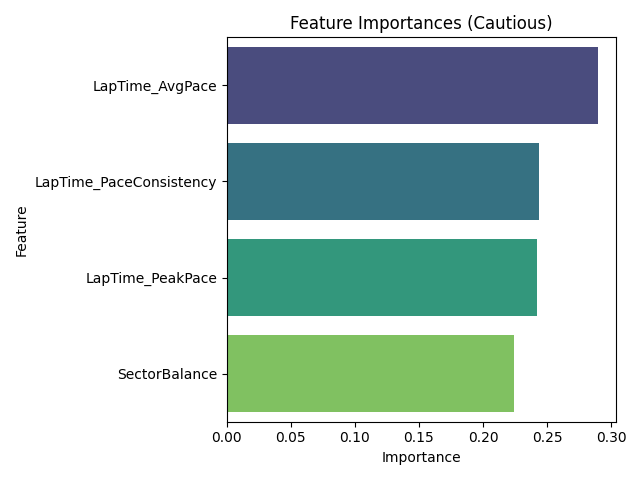 Feature Importances (Cautious)
Feature
LapTime_AvgPace
LapTime_PaceConsistency
LapTime_PeakPace
SectorBalance
0.00 0.05 0.10 0.15 0.20 0.25 0.30
Importance